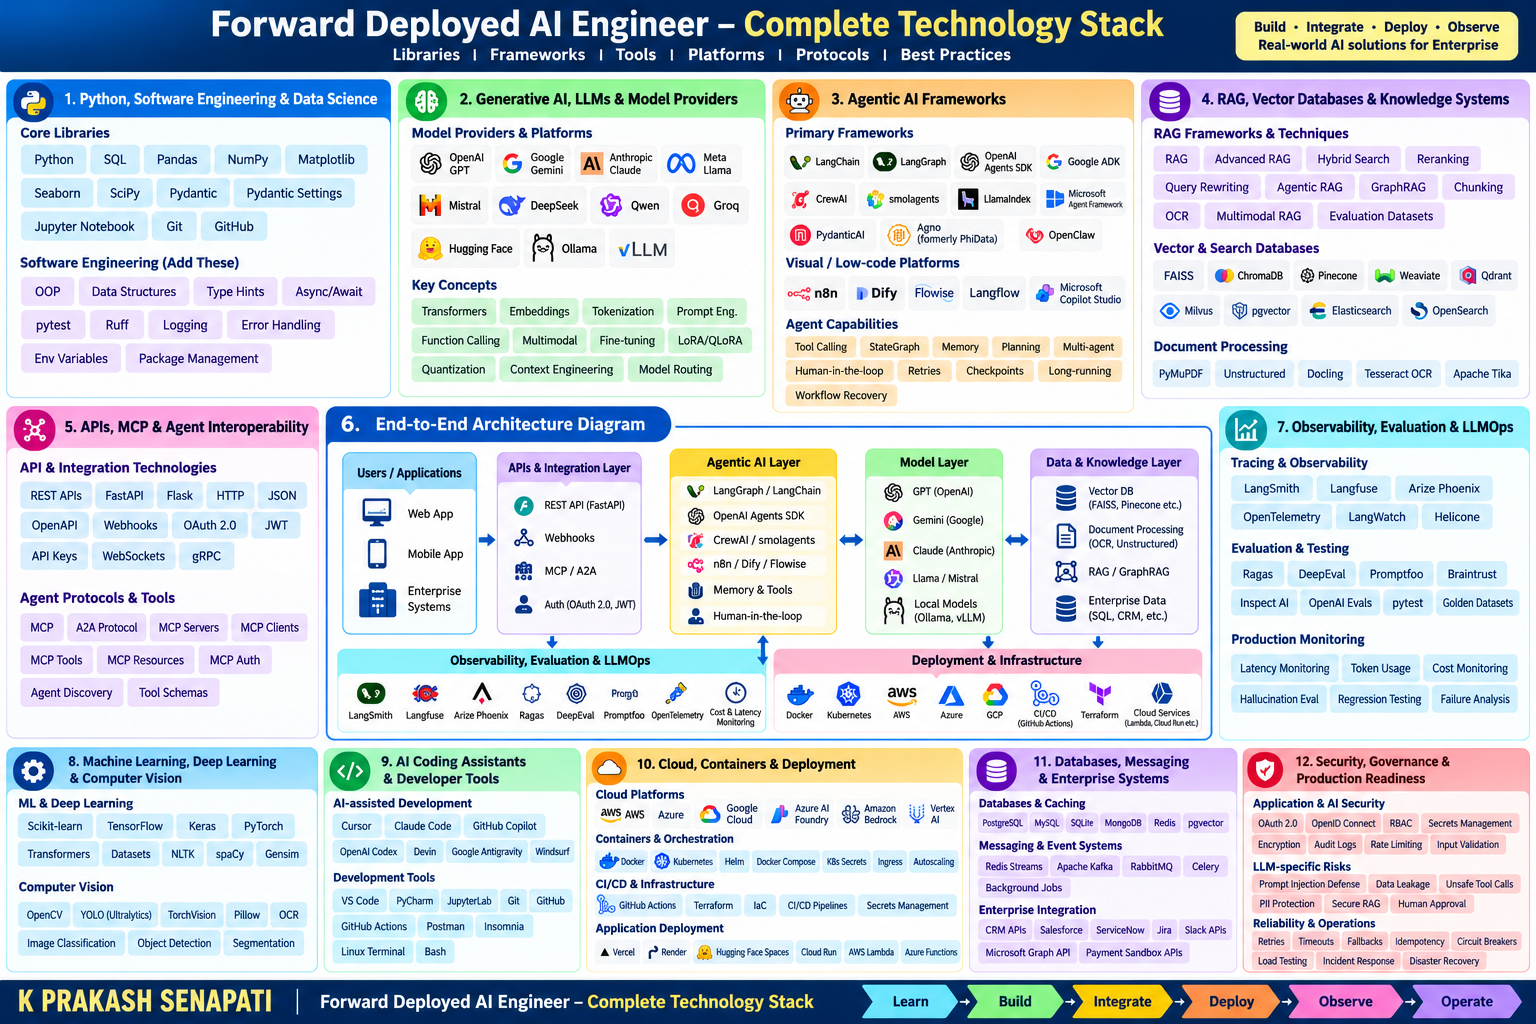 Forward Deployed AI Engineer – Complete Technology Stack
Libraries | Frameworks | Tools | Platforms | Protocols | Best Practices
Build • Integrate • Deploy • Observe
Real-world AI solutions for Enterprise
1. Python, Software Engineering & Data Science
Core Libraries
Python SQL Pandas NumPy Matplotlib
Seaborn SciPy Pydantic Pydantic Settings
Jupyter Notebook Git GitHub
Software Engineering (Add These)
OOP Data Structures Type Hints Async/Await
pytest Ruff Logging Error Handling
Env Variables Package Management
2. Generative AI, LLMs & Model Providers
Model Providers & Platforms
OpenAI GPT Google Gemini Anthropic Claude Meta Llama
Mistral DeepSeek Qwen Groq
Hugging Face Ollama vLLM
Key Concepts
Transformers Embeddings Tokenization Prompt Eng.
Function Calling Multimodal Fine-tuning LoRA/QLoRA
Quantization Context Engineering Model Routing
3. Agentic AI Frameworks
Primary Frameworks
LangChain LangGraph OpenAI Agents SDK Google ADK
CrewAI smolagents LlamaIndex Microsoft Agent Framework
PydanticAI Agno (formerly PhiData) OpenClaw
Visual / Low-code Platforms
n8n Dify Flowise Langflow Microsoft Copilot Studio
Agent Capabilities
Tool Calling StateGraph Memory Planning Multi-agent
Human-in-the-loop Retries Checkpoints Long-running
Workflow Recovery
4. RAG, Vector Databases & Knowledge Systems
RAG Frameworks & Techniques
RAG Advanced RAG Hybrid Search Reranking
Query Rewriting Agentic RAG GraphRAG Chunking
OCR Multimodal RAG Evaluation Datasets
Vector & Search Databases
FAISS ChromaDB Pinecone Weaviate Qdrant
Milvus pgvector Elasticsearch OpenSearch
Document Processing
PyMuPDF Unstructured Docling Tesseract OCR Apache Tika
5. APIs, MCP & Agent Interoperability
API & Integration Technologies
REST APIs FastAPI Flask HTTP JSON
OpenAPI Webhooks OAuth 2.0 JWT
API Keys WebSockets gRPC
Agent Protocols & Tools
MCP A2A Protocol MCP Servers MCP Clients
MCP Tools MCP Resources MCP Auth
Agent Discovery Tool Schemas
6. End-to-End Architecture Diagram
Users / Applications
Web App
Mobile App
Enterprise
Systems
APIs & Integration Layer
REST API (FastAPI)
Webhooks
MCP / A2A
Auth (OAuth 2.0, JWT)
Agentic AI Layer
LangGraph / LangChain
OpenAI Agents SDK
CrewAI / smolagents
n8n / Dify / Flowise
Memory & Tools
Human-in-the-loop
Model Layer
GPT (OpenAI)
Gemini (Google)
Claude (Anthropic)
Llama / Mistral
Local Models
(Ollama, vLLM)
Data & Knowledge Layer
Vector DB
(FAISS, Pinecone etc.)
Document Processing
(OCR, Unstructured)
RAG / GraphRAG
Enterprise Data
(SQL, CRM, etc.)
Observability, Evaluation & LLMOps
LangSmith Langfuse Arize Phoenix Ragas DeepEval Promptfoo OpenTelemetry Cost & Latency Monitoring
Deployment & Infrastructure
aws
Docker Kubernetes AWS Azure GCP CI/CD (GitHub Actions) Terraform Cloud Services (Lambda, Cloud Run etc.)
7. Observability, Evaluation & LLMOps
Tracing & Observability
LangSmith Langfuse Arize Phoenix
OpenTelemetry LangWatch Helicone
Evaluation & Testing
Ragas DeepEval Promptfoo Braintrust
Inspect AI OpenAI Evals pytest Golden Datasets
Production Monitoring
Latency Monitoring Token Usage Cost Monitoring
Hallucination Eval Regression Testing Failure Analysis
8. Machine Learning, Deep Learning
& Computer Vision
ML & Deep Learning
Scikit-learn TensorFlow Keras PyTorch
Transformers Datasets NLTK spaCy Gensim
Computer Vision
OpenCV YOLO (Ultralytics) TorchVision Pillow OCR
Image Classification Object Detection Segmentation
9. AI Coding Assistants
& Developer Tools
AI-assisted Development
Cursor Claude Code GitHub Copilot
OpenAI Codex Devin Google Antigravity Windsurf
Development Tools
VS Code PyCharm JupyterLab Git GitHub
GitHub Actions Postman Insomnia
Linux Terminal Bash
10. Cloud, Containers & Deployment
Cloud Platforms
aws AWS Azure Google Cloud Azure AI Foundry Amazon Bedrock Vertex AI
Containers & Orchestration
Docker Kubernetes Helm Docker Compose K8s Secrets Ingress Autoscaling
CI/CD & Infrastructure
GitHub Actions Terraform IaC CI/CD Pipelines Secrets Management
Application Deployment
Vercel Render Hugging Face Spaces Cloud Run AWS Lambda Azure Functions
11. Databases, Messaging
& Enterprise Systems
Databases & Caching
PostgreSQL MySQL SQLite MongoDB Redis pgvector
Messaging & Event Systems
Redis Streams Apache Kafka RabbitMQ Celery
Background Jobs
Enterprise Integration
CRM APIs Salesforce ServiceNow Jira Slack APIs
Microsoft Graph API Payment Sandbox APIs
12. Security, Governance &
Production Readiness
Application & AI Security
OAuth 2.0 OpenID Connect RBAC Secrets Management
Encryption Audit Logs Rate Limiting Input Validation
LLM-specific Risks
Prompt Injection Defense Data Leakage Unsafe Tool Calls
PII Protection Secure RAG Human Approval
Reliability & Operations
Retries Timeouts Fallbacks Idempotency Circuit Breakers
Load Testing Incident Response Disaster Recovery
K PRAKASH SENAPATI | Forward Deployed AI Engineer – Complete Technology Stack
Learn Build Integrate Deploy Observe Operate